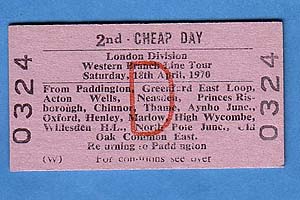 2nd - CHEAP DAY
London Division
Western Branch Line Tour
Saturday, 18th April, 1970
From Paddington, Greenford East Loop,
Acton Wells, Neasden, Princes Ris-
borough, Chinnor, Thame, Aynho Junc.,
Oxford, Henley, Marlow, High Wycombe,
Willesden H.L., North Pole Junc., Old
Oak Common East.
Returning to Paddington
(W) For conditions see over
D
0324
0324